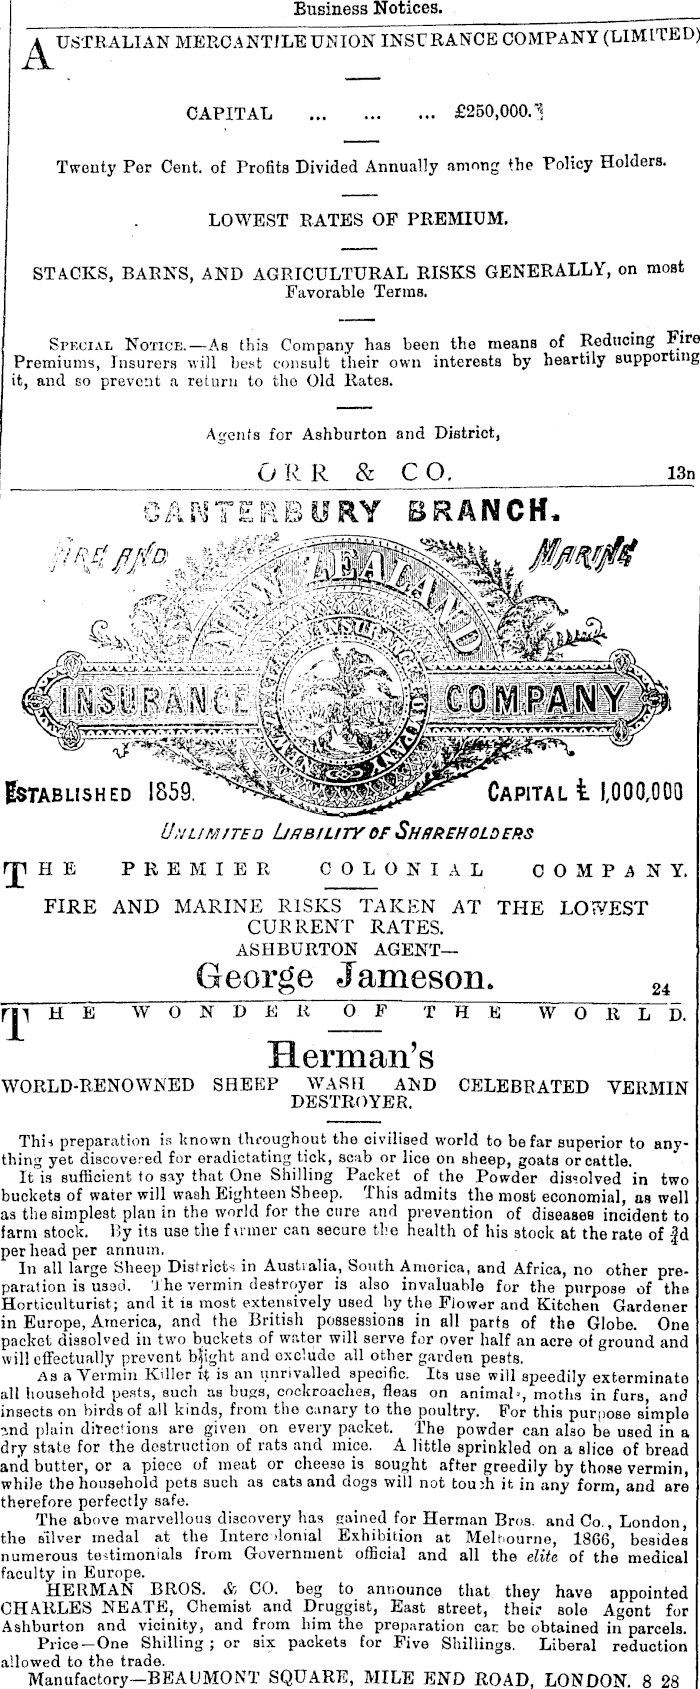 Business Notices.
AUSTRALIAN MERCANTILE UNION INSURANCE COMPANY (LIMITED)
CAPITAL ... ... ... £250,000.
Twenty Per Cent. of Profits Divided Annually among the Policy Holders.
LOWEST RATES OF PREMIUM.
STACKS, BARNS, AND AGRICULTURAL RISKS GENERALLY, on most
Favorable Terms.
SPECIAL NOTICE.—As this Company has been the means of Reducing Fire
Premiums, Insurers will best consult their own interests by heartily supporting
it, and so prevent a return to the Old Rates.
Agents for Ashburton and District,
ORR & CO. 13n
CANTERBURY BRANCH.
FIRE AND MARINE
NEW ZEALAND
INSURANCE COMPANY
ESTABLISHED 1859. CAPITAL £ 1,000,000
UNLIMITED LIABILITY OF SHAREHOLDERS
THE PREMIER COLONIAL COMPANY.
FIRE AND MARINE RISKS TAKEN AT THE LOWEST
CURRENT RATES.
ASHBURTON AGENT—
George Jameson. 24
THE WONDER OF THE WORLD.
Herman's
WORLD-RENOWNED SHEEP WASH AND CELEBRATED VERMIN
DESTROYER.
This preparation is known throughout the civilised world to be far superior to any-
thing yet discovered for eradictating tick, scab or lice on sheep, goats or cattle.
It is sufficient to say that One Shilling Packet of the Powder dissolved in two
buckets of water will wash Eighteen Sheep. This admits the most economial, as well
as the simplest plan in the world for the cure and prevention of diseases incident to
farm stock. By its use the farmer can secure the health of his stock at the rate of ¾d
per head per annum.
In all large Sheep Districts in Australia, South America, and Africa, no other pre-
paration is used. The vermin destroyer is also invaluable for the purpose of the
Horticulturist; and it is most extensively used by the Flower and Kitchen Gardener
in Europe, America, and the British possessions in all parts of the Globe. One
packet dissolved in two buckets of water will serve for over half an acre of ground and
will effectually prevent blight and exclude all other garden pests.
As a Vermin Killer it is an unrivalled specific. Its use will speedily exterminate
all household pests, such as bugs, cockroaches, fleas on animals, moths in furs, and
insects on birds of all kinds, from the canary to the poultry. For this purpose simple
and plain directions are given on every packet. The powder can also be used in a
dry state for the destruction of rats and mice. A little sprinkled on a slice of bread
and butter, or a piece of meat or cheese is sought after greedily by those vermin,
while the household pets such as cats and dogs will not touch it in any form, and are
therefore perfectly safe.
The above marvellous discovery has gained for Herman Bros. and Co., London,
the silver medal at the Intercolonial Exhibition at Melbourne, 1866, besides
numerous testimonials from Government official and all the elite of the medical
faculty in Europe.
HERMAN BROS. & CO. beg to announce that they have appointed
CHARLES NEATE, Chemist and Druggist, East street, their sole Agent for
Ashburton and vicinity, and from him the preparation can be obtained in parcels.
Price—One Shilling; or six packets for Five Shillings. Liberal reduction
allowed to the trade.
Manufactory—BEAUMONT SQUARE, MILE END ROAD, LONDON. 8 28